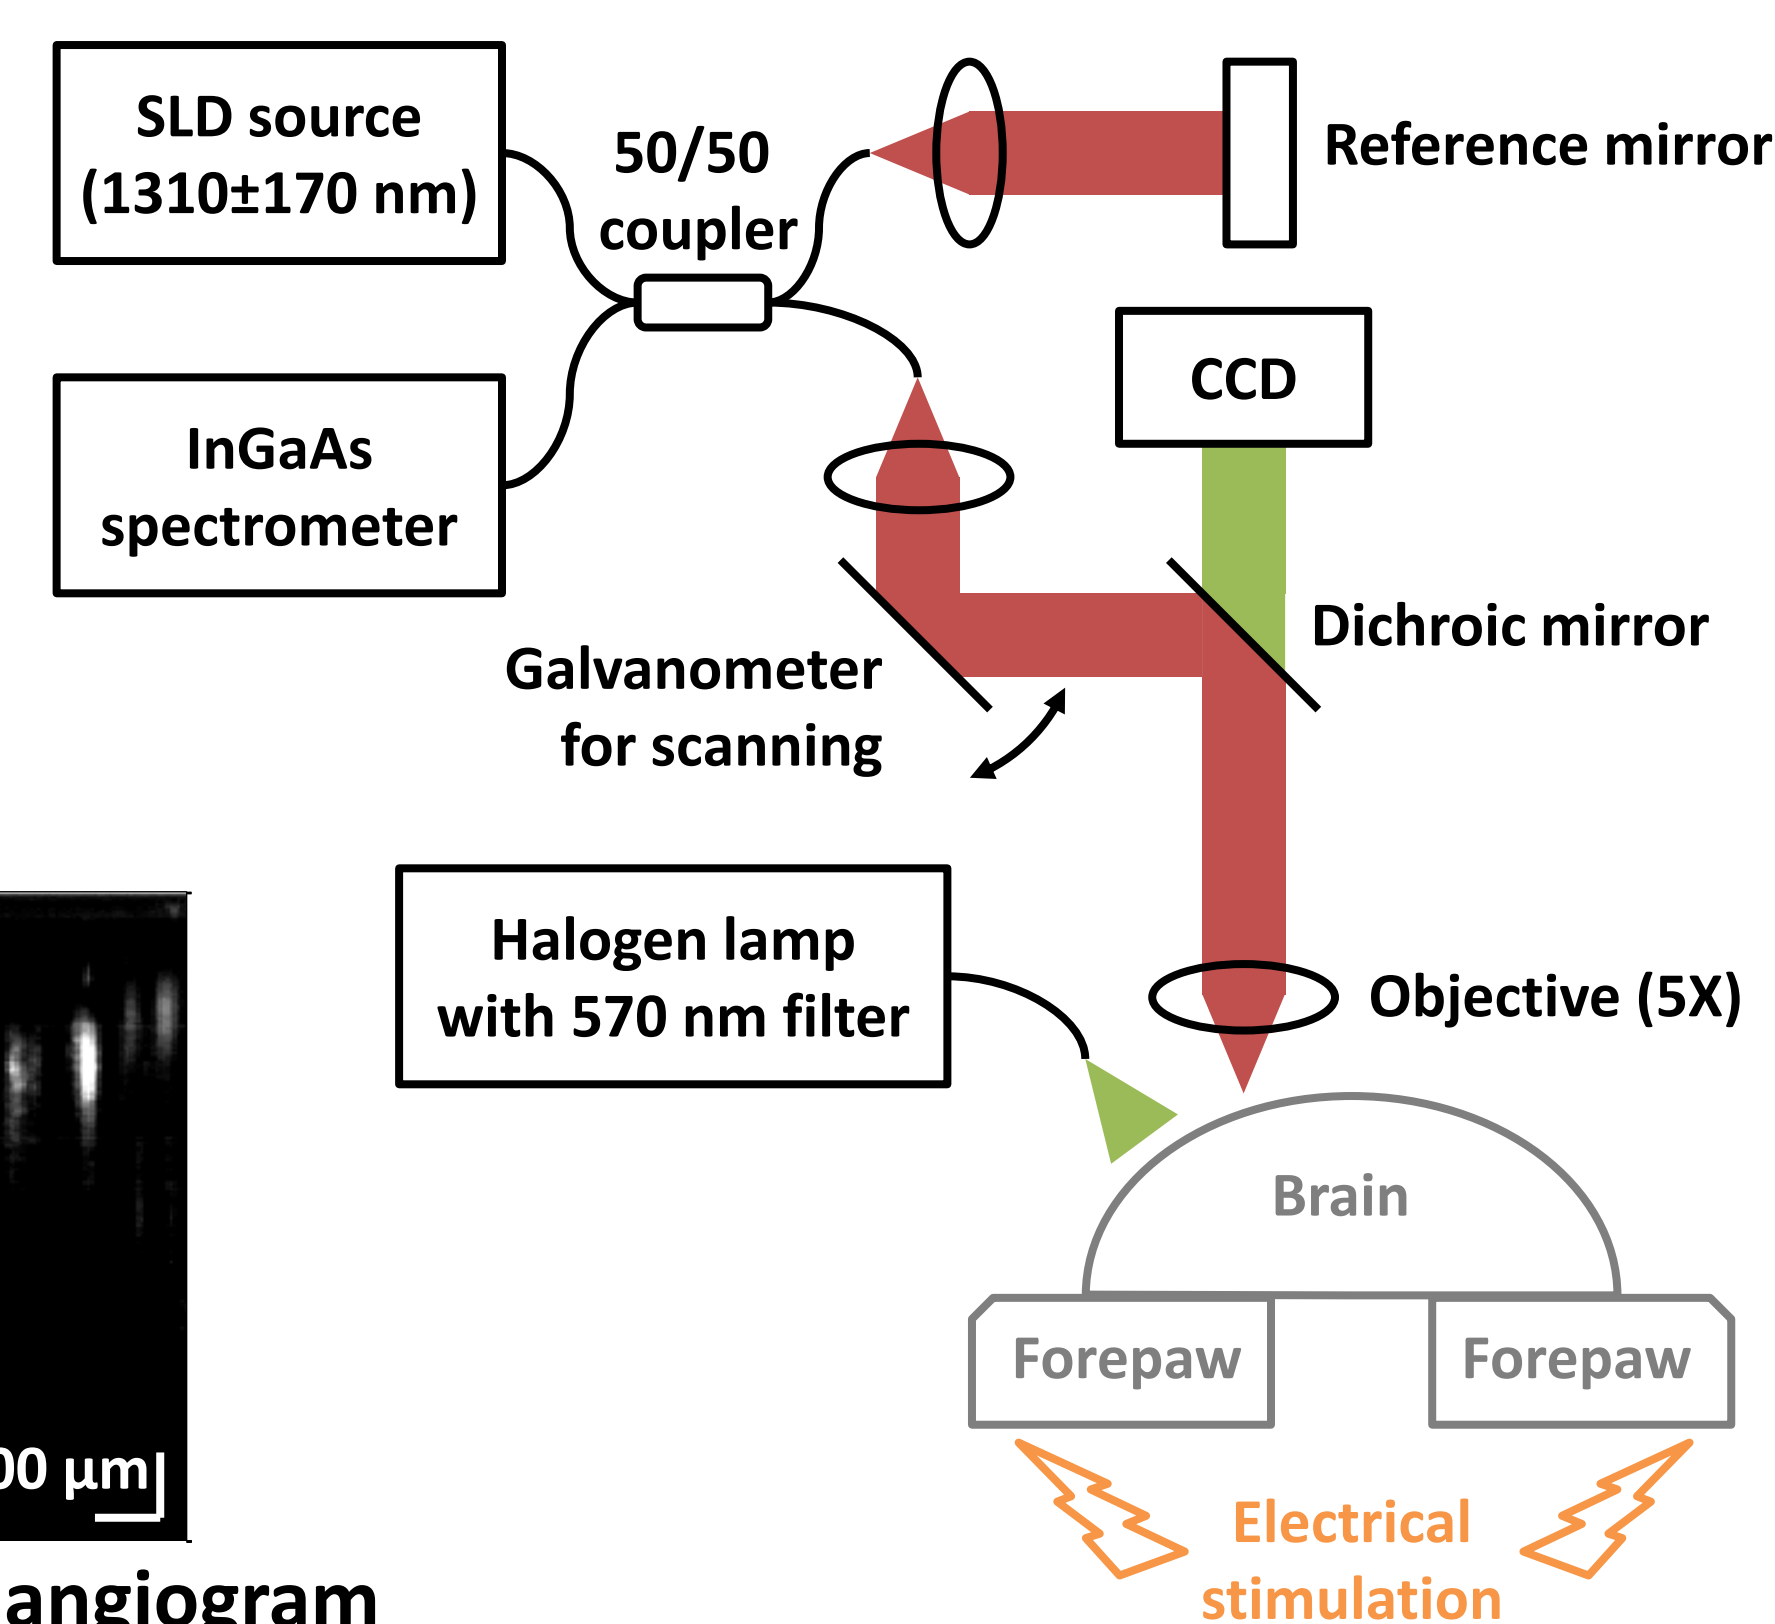 SLD source
(1310±170 nm)
50/50
coupler
Reference mirror
CCD
InGaAs
spectrometer
Dichroic mirror
Galvanometer
for scanning
Halogen lamp
with 570 nm filter
Objective (5X)
Brain
Forepaw
Forepaw
00 µm
Electrical
stimulation
angiogram